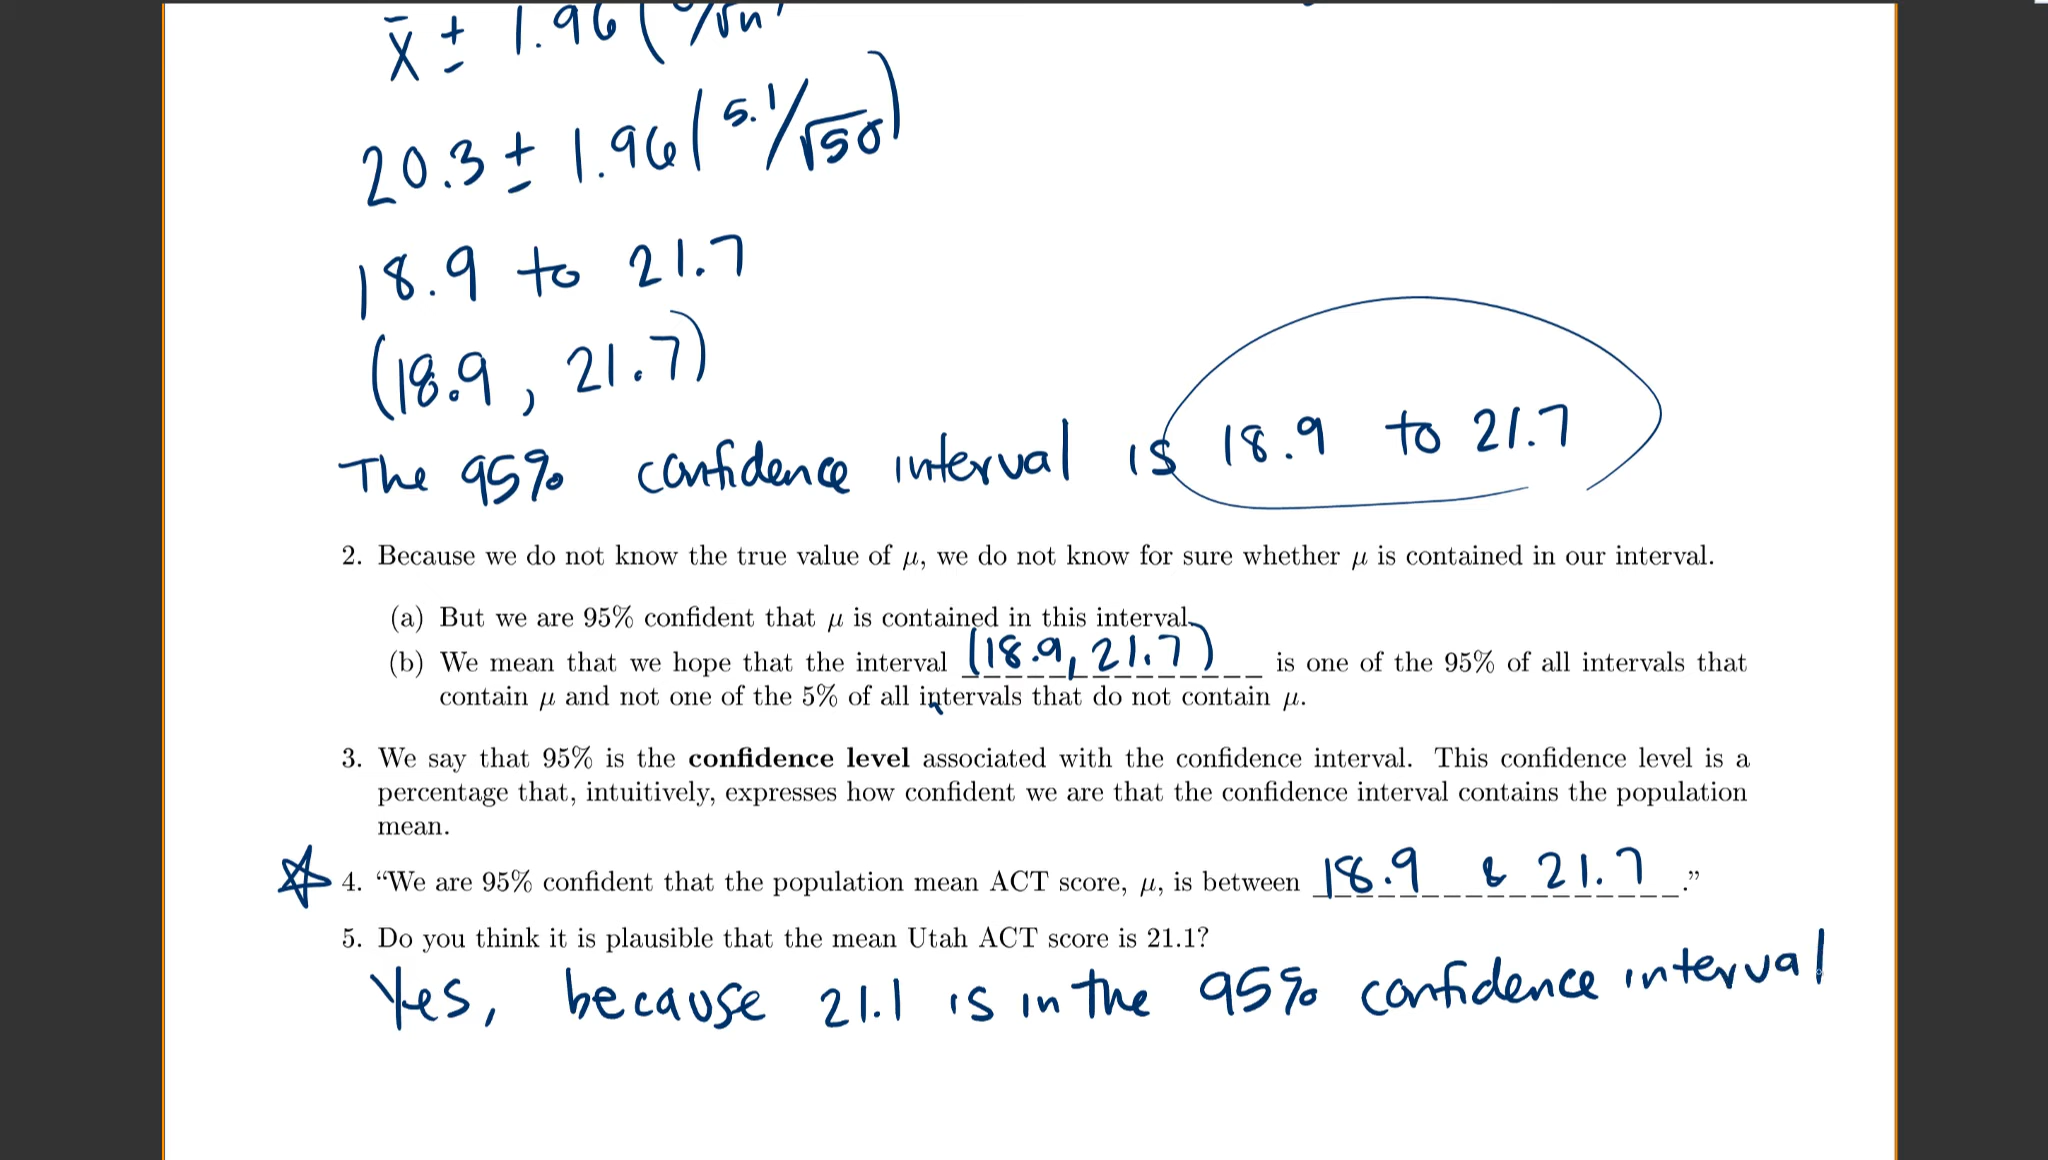 x̄ ± 1.96 (σ/√n)
20.3 ± 1.96 (5.1/√50)
18.9 to 21.7
(18.9, 21.7)
The 95% confidence interval is 18.9 to 21.7
2. Because we do not know the true value of μ, we do not know for sure whether μ is contained in our interval.
(a) But we are 95% confident that μ is contained in this interval.
(b) We mean that we hope that the interval (18.9, 21.7) is one of the 95% of all intervals that
contain μ and not one of the 5% of all intervals that do not contain μ.
3. We say that 95% is the confidence level associated with the confidence interval. This confidence level is a
percentage that, intuitively, expresses how confident we are that the confidence interval contains the population
mean.
☆ 4. “We are 95% confident that the population mean ACT score, μ, is between 18.9 & 21.7.”
5. Do you think it is plausible that the mean Utah ACT score is 21.1?
Yes, because 21.1 is in the 95% confidence interval